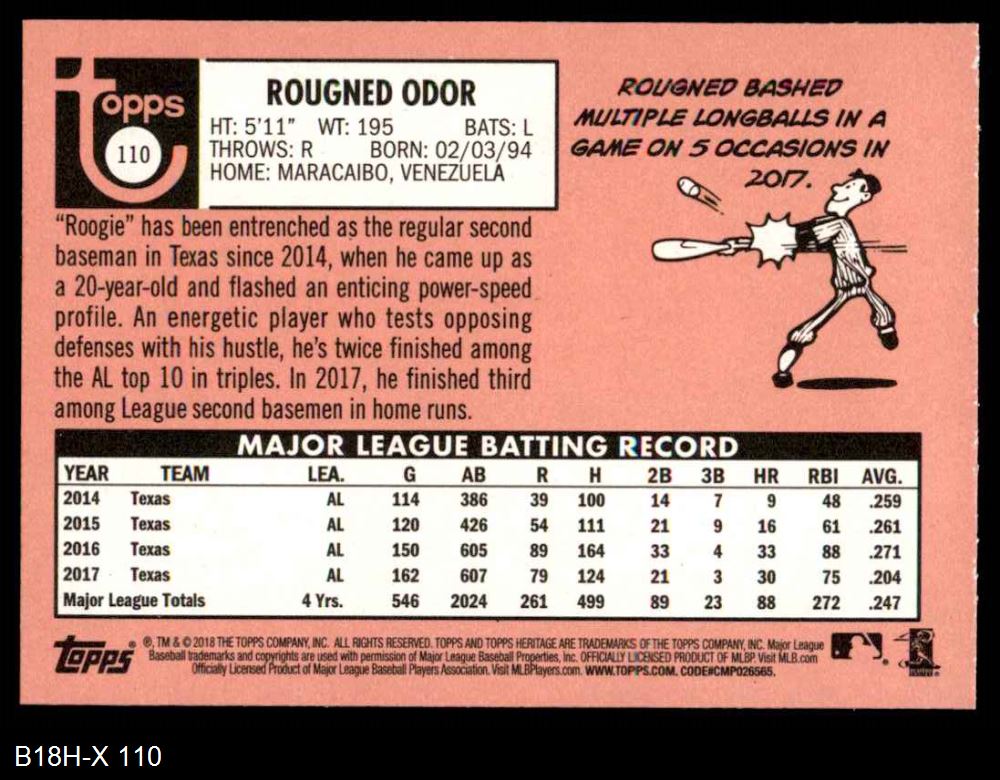 Topps
110
ROUGNED ODOR
HT: 5'11" WT: 195 BATS: L
THROWS: R BORN: 02/03/94
HOME: MARACAIBO, VENEZUELA
ROUGNED BASHED
MULTIPLE LONGBALLS IN A
GAME ON 5 OCCASIONS IN
2017.
"Roogie" has been entrenched as the regular second
baseman in Texas since 2014, when he came up as
a 20-year-old and flashed an enticing power-speed
profile. An energetic player who tests opposing
defenses with his hustle, he's twice finished among
the AL top 10 in triples. In 2017, he finished third
among League second basemen in home runs.
MAJOR LEAGUE BATTING RECORD
YEAR TEAM LEA. G AB R H 2B 3B HR RBI AVG.
2014 Texas AL 114 386 39 100 14 7 9 48 .259
2015 Texas AL 120 426 54 111 21 9 16 61 .261
2016 Texas AL 150 605 89 164 33 4 33 88 .271
2017 Texas AL 162 607 79 124 21 3 30 75 .204
Major League Totals 4 Yrs. 546 2024 261 499 89 23 88 272 .247
Topps®
®, TM & © 2018 THE TOPPS COMPANY, INC. ALL RIGHTS RESERVED. TOPPS AND TOPPS HERITAGE ARE TRADEMARKS OF THE TOPPS COMPANY, INC. Major League
Baseball trademarks and copyrights are used with permission of Major League Baseball Properties, Inc. OFFICIALLY LICENSED PRODUCT OF MLBP. Visit MLB.com
Officially Licensed Product of Major League Baseball Players Association. Visit MLBPlayers.com. WWW.TOPPS.COM. CODE#CMP026565.
B18H-X 110